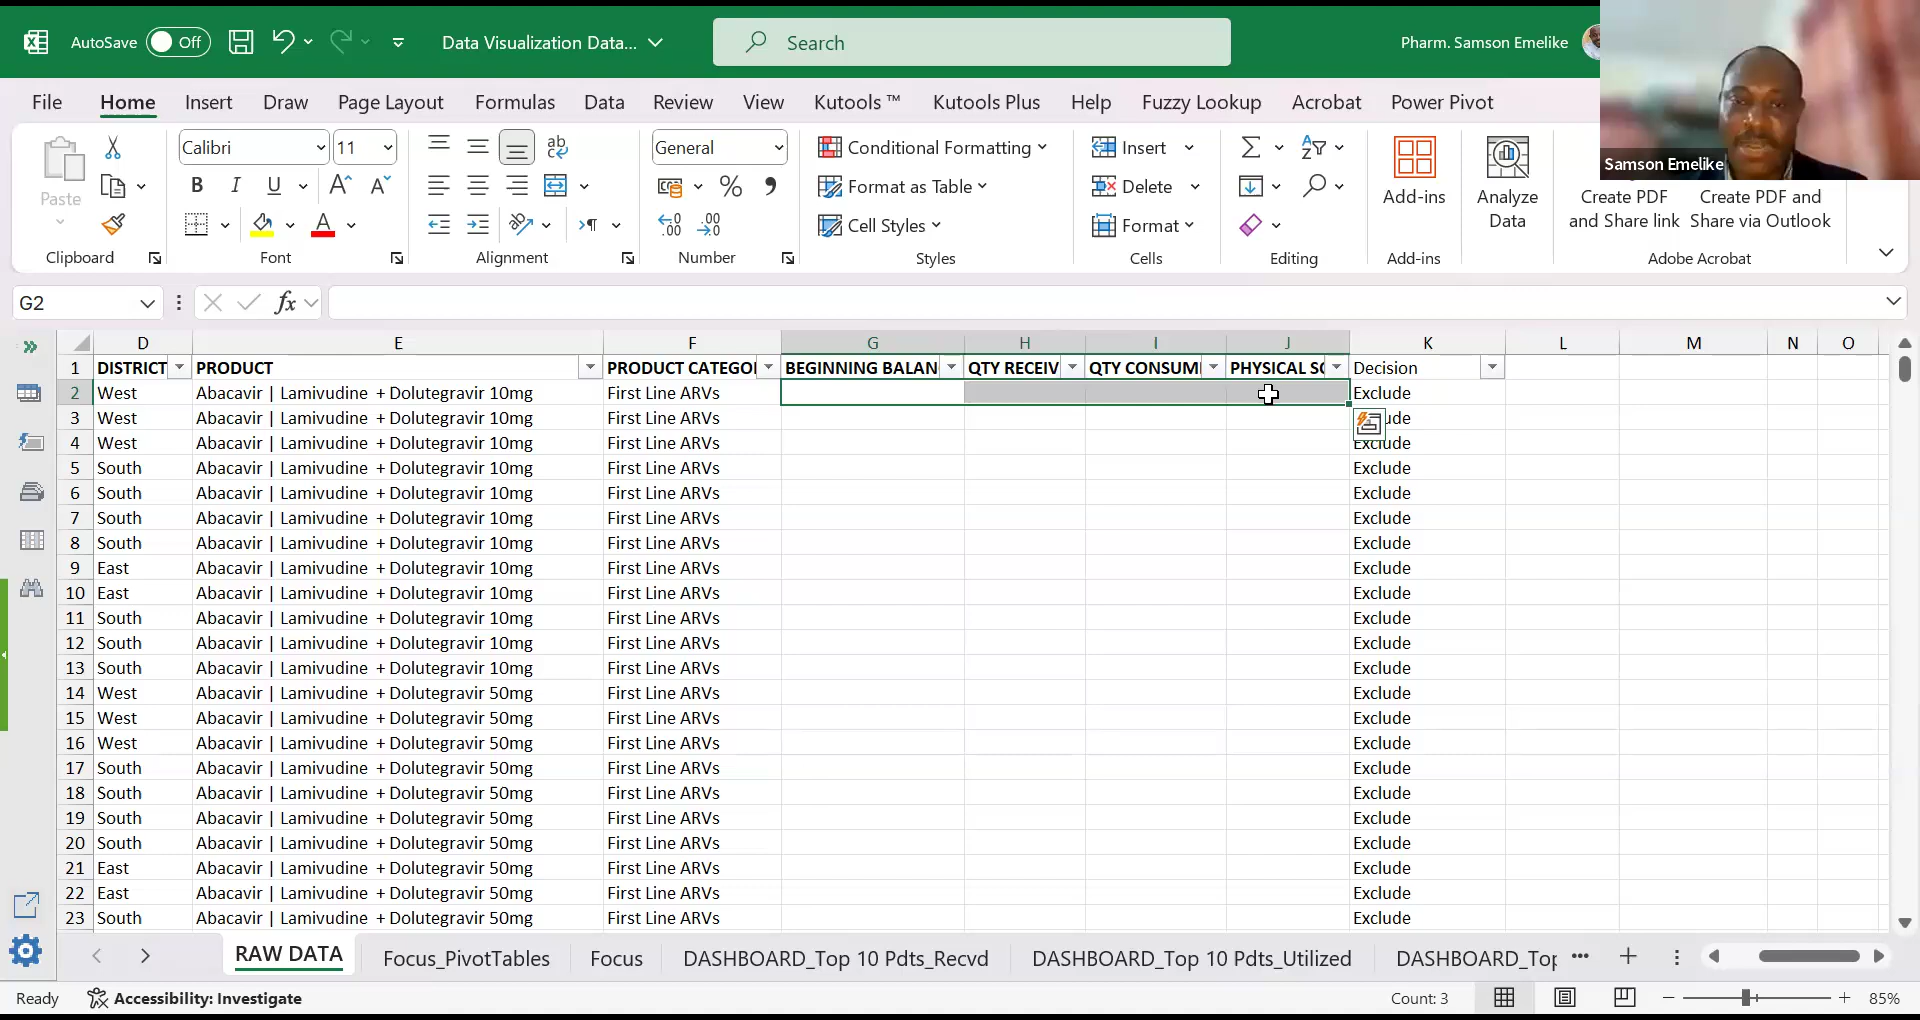 AutoSave Off Data Visualization Data... Search Pharm. Samson Emelike
Samson Emelike
File Home Insert Draw Page Layout Formulas Data Review View Kutools ™ Kutools Plus Help Fuzzy Lookup Acrobat Power Pivot
Paste
Calibri 11
General
Conditional Formatting
Format as Table
Cell Styles
Insert
Delete
Format
Add-ins
Analyze
Data
Create PDF
and Share link
Create PDF and
Share via Outlook
Clipboard Font Alignment Number Styles Cells Editing Add-ins Adobe Acrobat
G2 fx
D E F G H I J K L M N O
1 DISTRICT PRODUCT PRODUCT CATEGO BEGINNING BALAN QTY RECEIV QTY CONSUM PHYSICAL SO Decision
2 West Abacavir | Lamivudine + Dolutegravir 10mg First Line ARVs Exclude
3 West Abacavir | Lamivudine + Dolutegravir 10mg First Line ARVs ude
4 West Abacavir | Lamivudine + Dolutegravir 10mg First Line ARVs Exclude
5 South Abacavir | Lamivudine + Dolutegravir 10mg First Line ARVs Exclude
6 South Abacavir | Lamivudine + Dolutegravir 10mg First Line ARVs Exclude
7 South Abacavir | Lamivudine + Dolutegravir 10mg First Line ARVs Exclude
8 South Abacavir | Lamivudine + Dolutegravir 10mg First Line ARVs Exclude
9 East Abacavir | Lamivudine + Dolutegravir 10mg First Line ARVs Exclude
10 East Abacavir | Lamivudine + Dolutegravir 10mg First Line ARVs Exclude
11 South Abacavir | Lamivudine + Dolutegravir 10mg First Line ARVs Exclude
12 South Abacavir | Lamivudine + Dolutegravir 10mg First Line ARVs Exclude
13 South Abacavir | Lamivudine + Dolutegravir 10mg First Line ARVs Exclude
14 West Abacavir | Lamivudine + Dolutegravir 50mg First Line ARVs Exclude
15 West Abacavir | Lamivudine + Dolutegravir 50mg First Line ARVs Exclude
16 West Abacavir | Lamivudine + Dolutegravir 50mg First Line ARVs Exclude
17 South Abacavir | Lamivudine + Dolutegravir 50mg First Line ARVs Exclude
18 South Abacavir | Lamivudine + Dolutegravir 50mg First Line ARVs Exclude
19 South Abacavir | Lamivudine + Dolutegravir 50mg First Line ARVs Exclude
20 South Abacavir | Lamivudine + Dolutegravir 50mg First Line ARVs Exclude
21 East Abacavir | Lamivudine + Dolutegravir 50mg First Line ARVs Exclude
22 East Abacavir | Lamivudine + Dolutegravir 50mg First Line ARVs Exclude
23 South Abacavir | Lamivudine + Dolutegravir 50mg First Line ARVs Exclude
RAW DATA Focus_PivotTables Focus DASHBOARD_Top 10 Pdts_Recvd DASHBOARD_Top 10 Pdts_Utilized DASHBOARD_Top
Ready Accessibility: Investigate Count: 3 85%